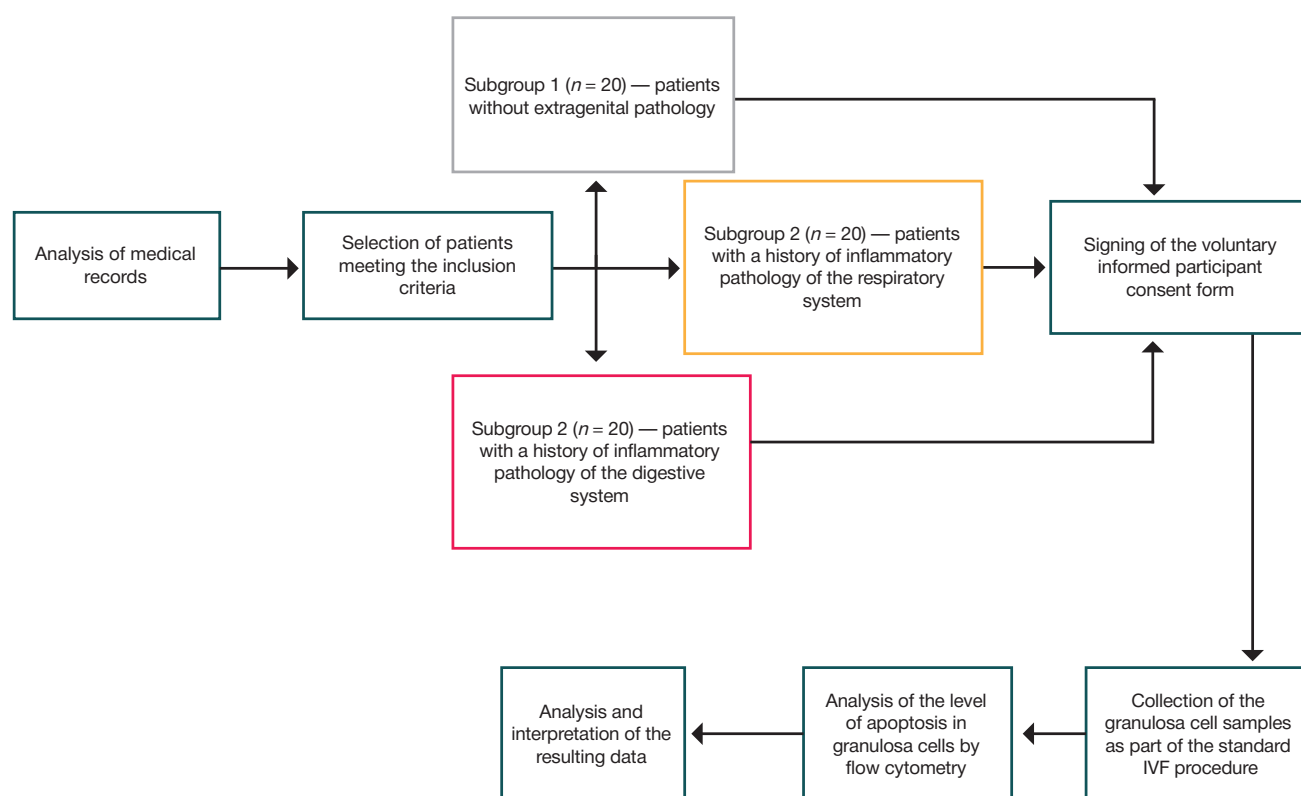 Subgroup 1 (n = 20) — patients
without extragenital pathology
Analysis of medical
records
Selection of patients
meeting the inclusion
criteria
Subgroup 2 (n = 20) — patients
with a history of inflammatory
pathology of the respiratory
system
Signing of the voluntary
informed participant
consent form
Subgroup 2 (n = 20) — patients
with a history of inflammatory
pathology of the digestive
system
Collection of the
granulosa cell samples
as part of the standard
IVF procedure
Analysis of the level
of apoptosis in
granulosa cells by
flow cytometry
Analysis and
interpretation of the
resulting data